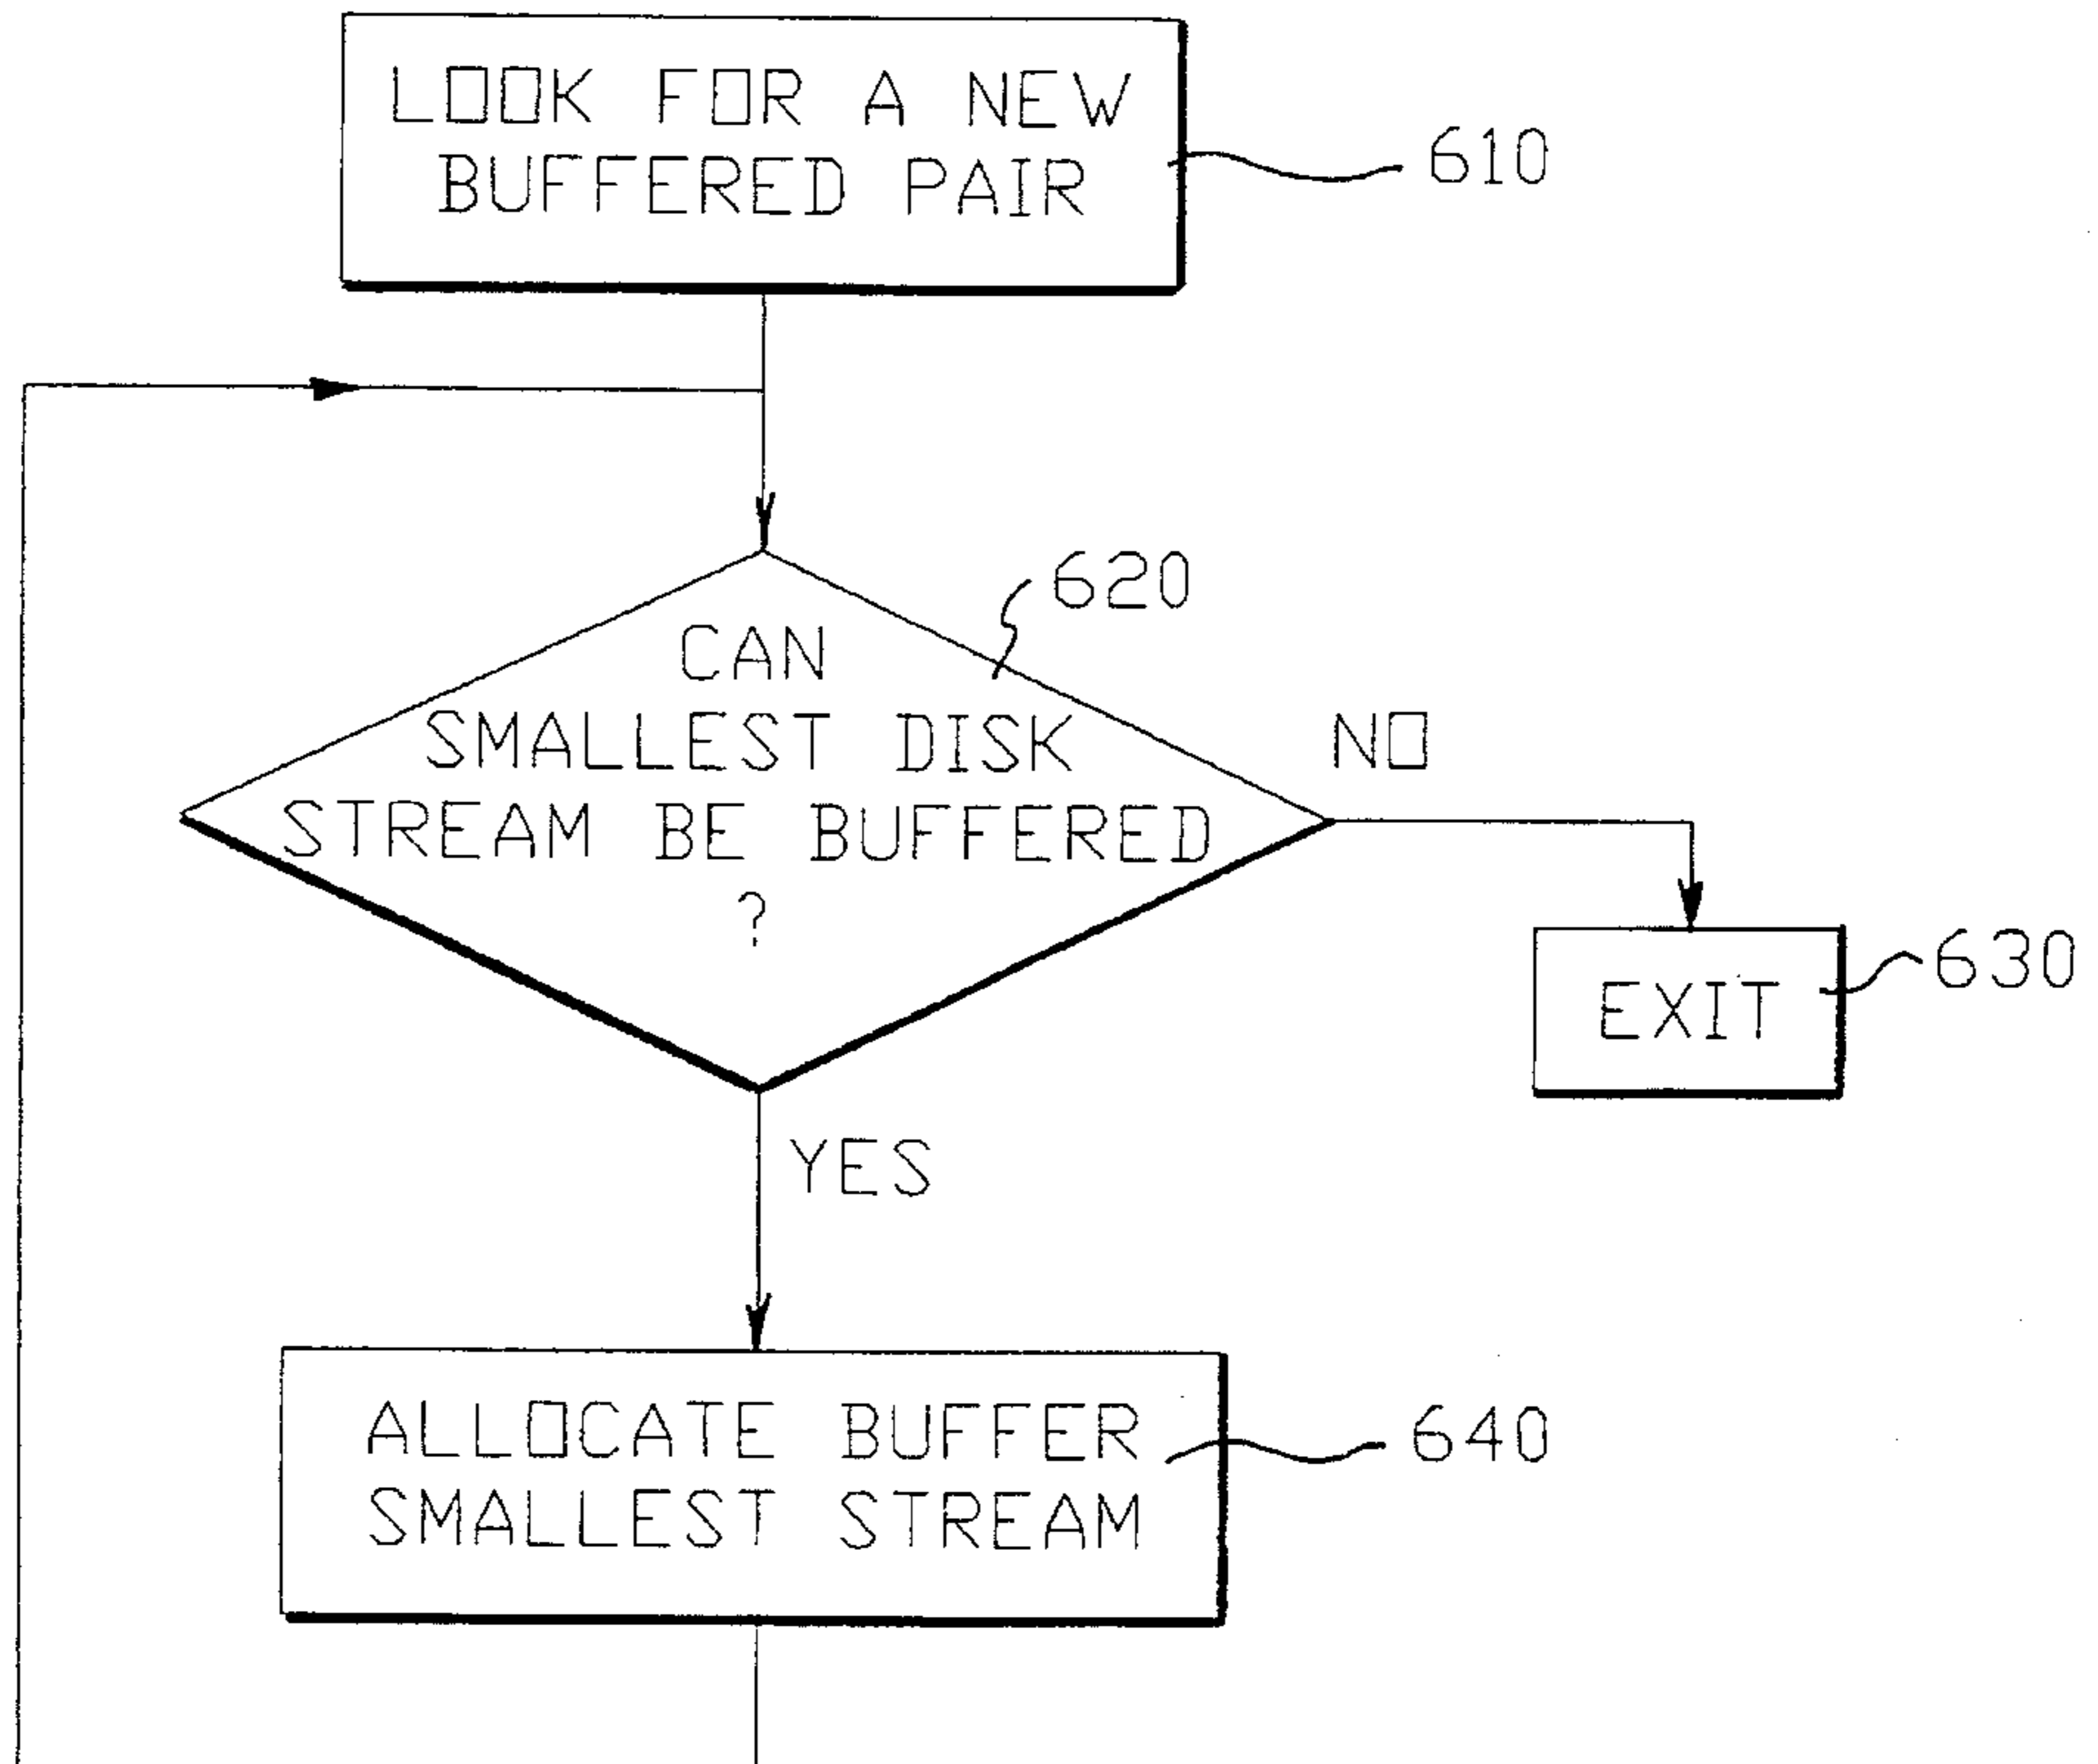 LOOK FOR A NEW
BUFFERED PAIR
610
620
CAN
SMALLEST DISK
STREAM BE BUFFERED
?
NO
630
EXIT
YES
ALLOCATE BUFFER
SMALLEST STREAM
640